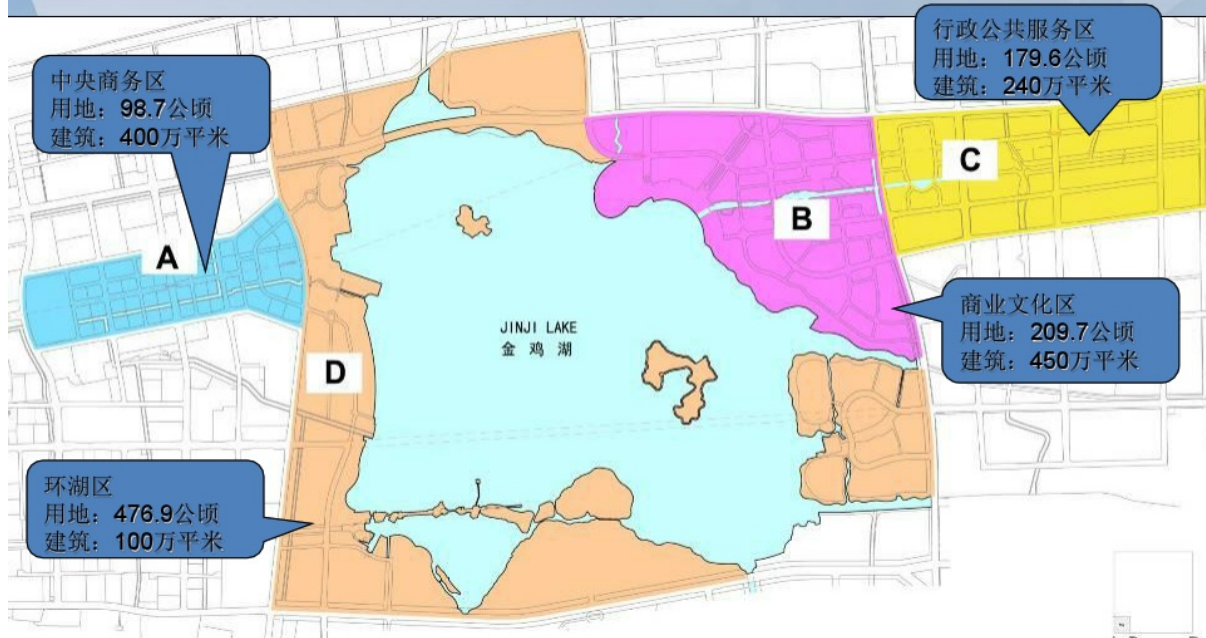 行政公共服务区
用地：179.6公顷
建筑：240万平米
中央商务区
用地：98.7公顷
建筑：400万平米
C
B
A
商业文化区
用地：209.7公顷
建筑：450万平米
JINJI LAKE
金鸡湖
D
环湖区
用地：476.9公顷
建筑：100万平米